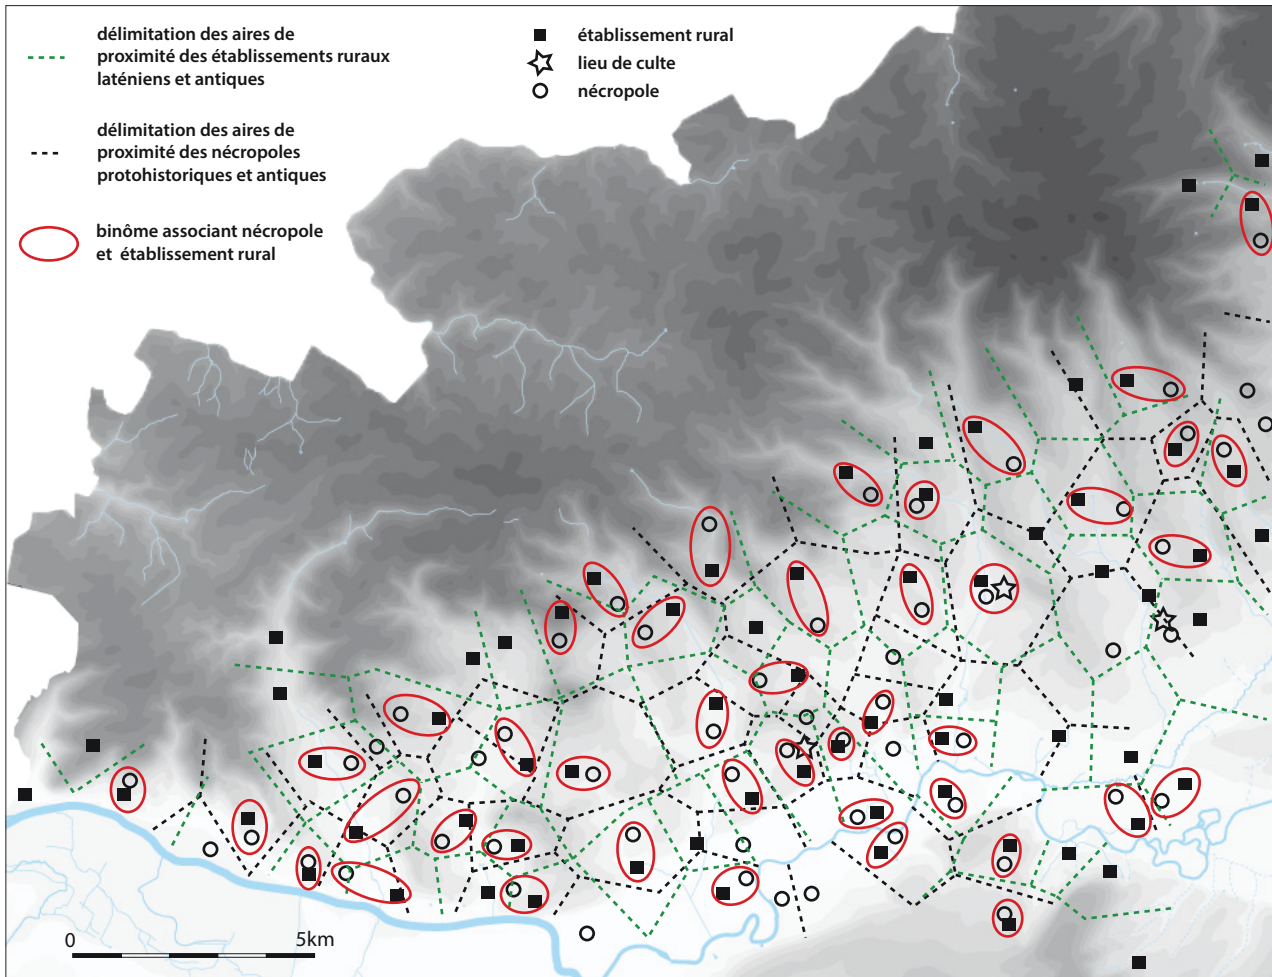 délimitation des aires de
proximité des établissements ruraux
laténiens et antiques
délimitation des aires de
proximité des nécropoles
protohistoriques et antiques
binôme associant nécropole
et établissement rural
établissement rural
lieu de culte
nécropole
0 5km